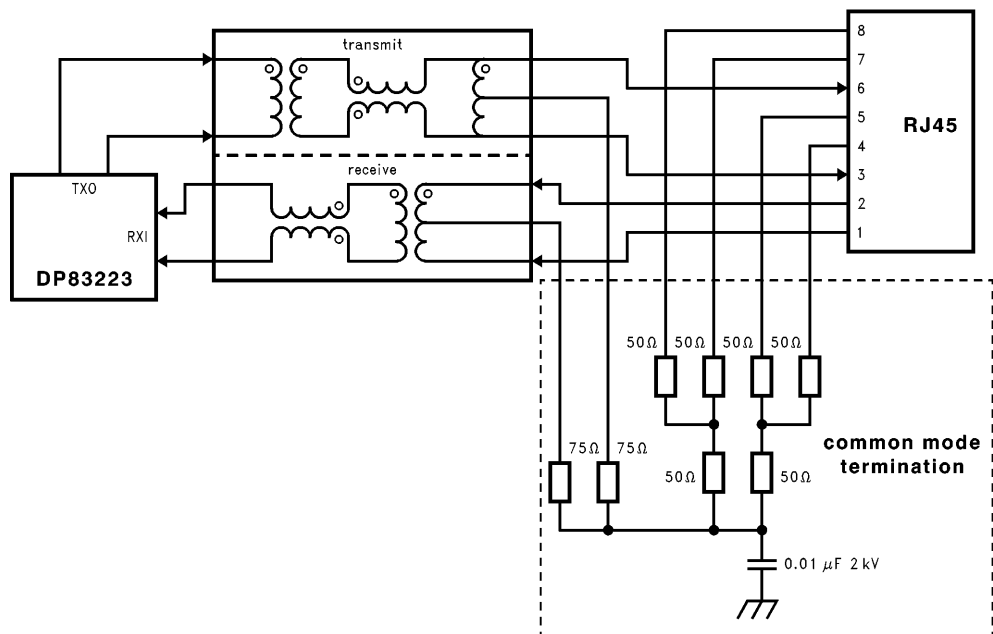 transmit
8
7
6
5
4
3
2
1
RJ45
receive
TXO
RXI
DP83223
50Ω 50Ω 50Ω 50Ω
common mode
termination
75Ω 75Ω
50Ω 50Ω
0.01 μF 2 kV